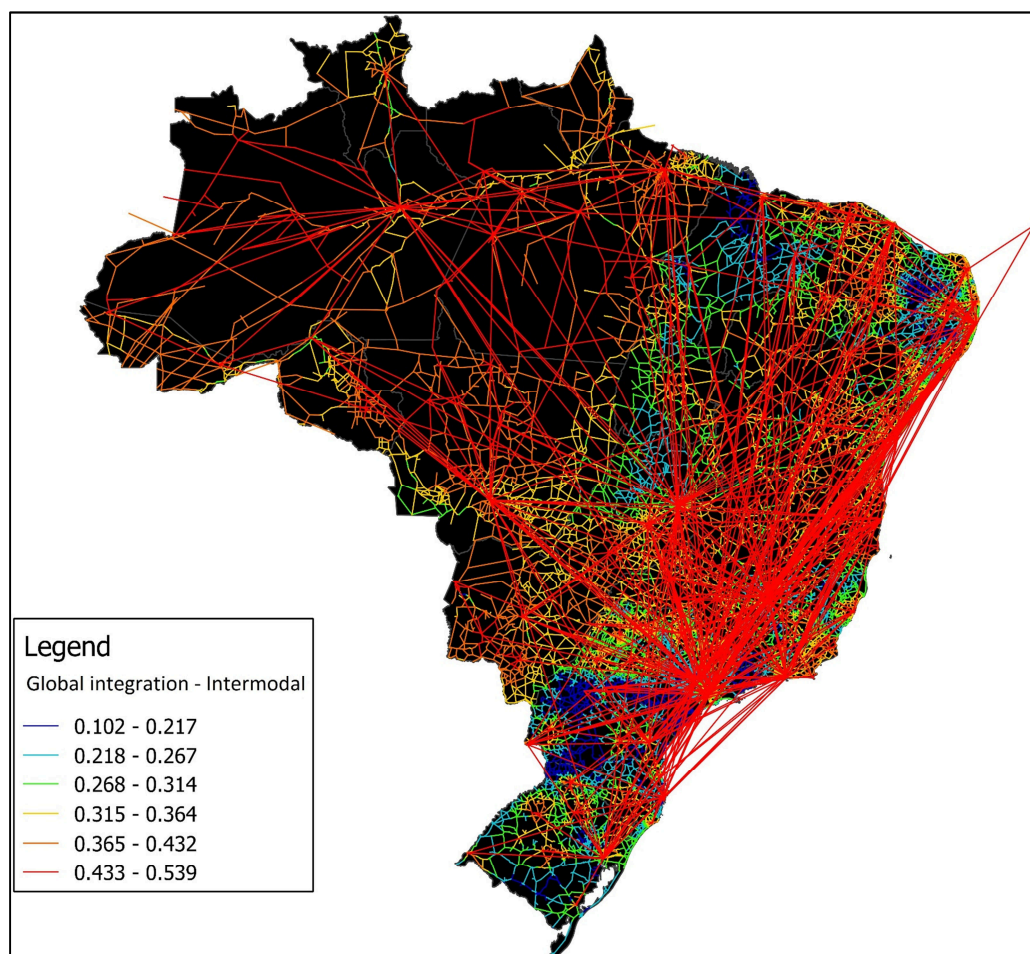 Legend
Global integration - Intermodal
0.102 - 0.217
0.218 - 0.267
0.268 - 0.314
0.315 - 0.364
0.365 - 0.432
0.433 - 0.539